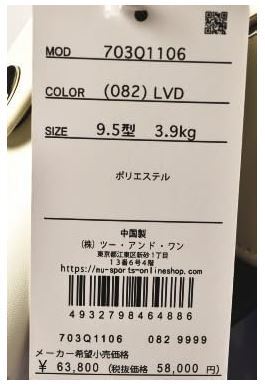 MOD 703Q1106
COLOR (082) LVD
SIZE 9.5型 3.9kg
ポリエステル
中国製
(株) ツー・アンド・ワン
東京都江東区新砂1丁目
13番6号4階
https://nu-sports-onlineshop.com/
4932798464886
703Q1106 082 9999
メーカー希望小売価格
¥ 63,800 (税抜価格 58,000 円)